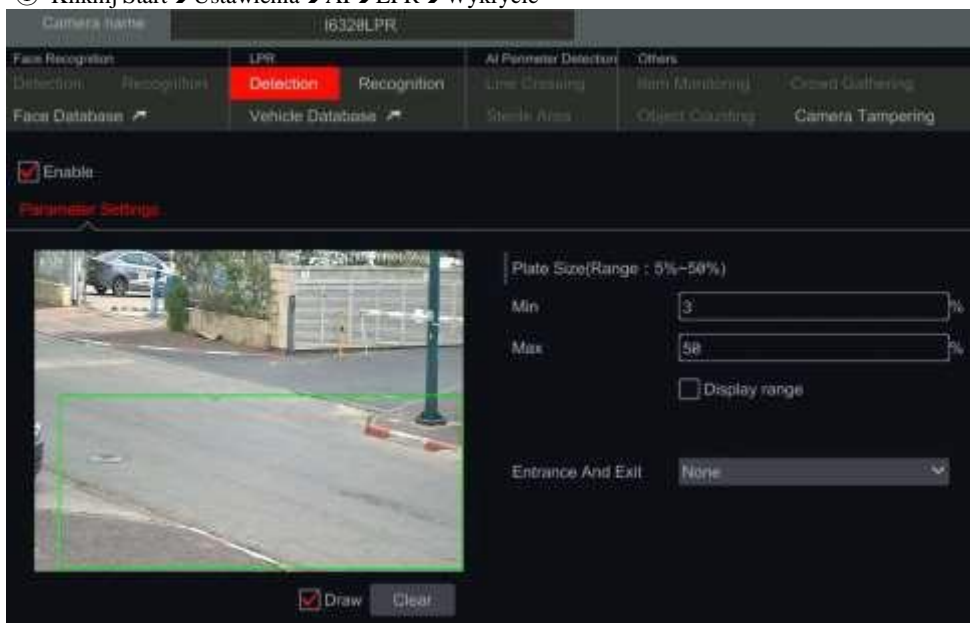 Kliknij Start → Ustawienia → AI → LPR → Wykrycie
Camera name I6320LPR
Face Recognition LPR AI Perimeter Detection Others
Detection Recognition Detection Recognition Line Crossing Item Monitoring Crowd Gathering
Face Database Vehicle Database Sterile Area Object Counting Camera Tampering
Enable
Parameter Settings
Plate Size(Range : 5%~50%)
Min 3 %
Max 50 %
Display range
Entrance And Exit None
Draw Clear